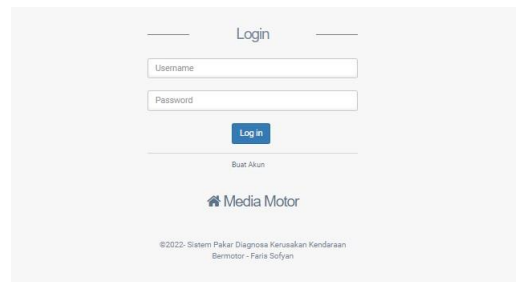 Login
Username
Password
Log in
Buat Akun
Media Motor
©2022- Sistem Pakar Diagnosa Kerusakan Kendaraan
Bermotor - Faris Sofyan